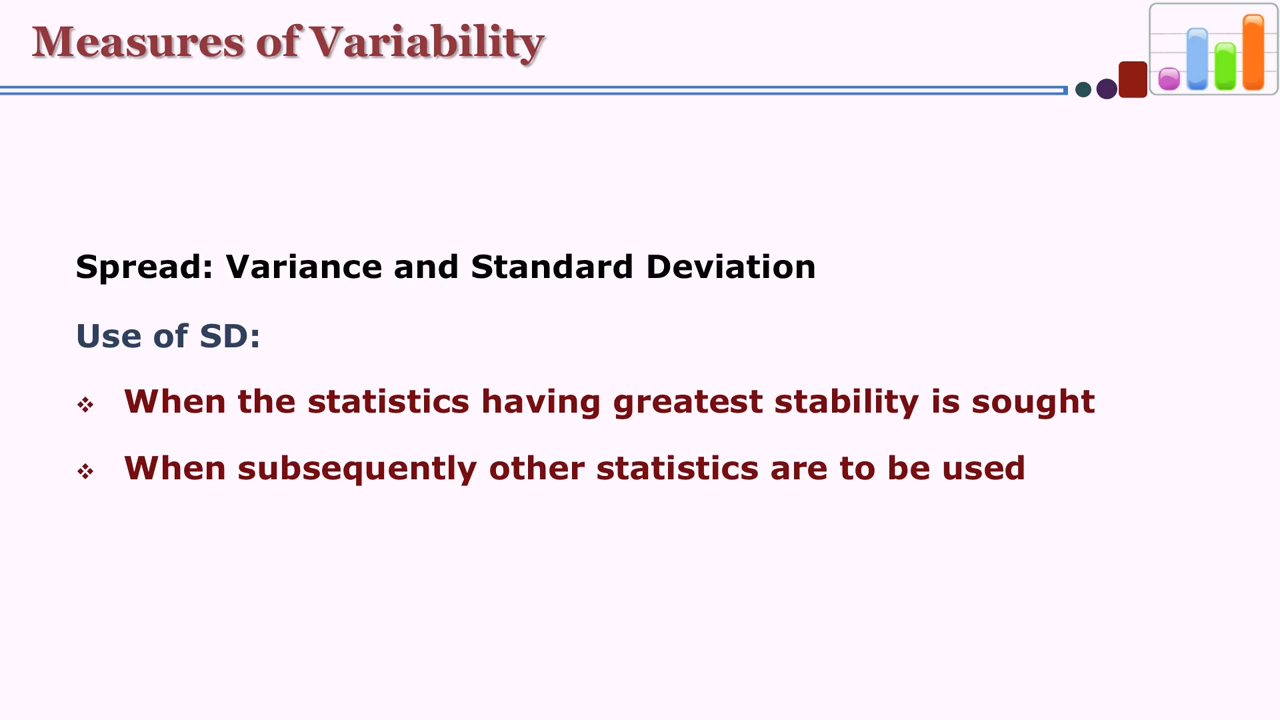 Measures of Variability
Spread: Variance and Standard Deviation
Use of SD:
❖ When the statistics having greatest stability is sought
❖ When subsequently other statistics are to be used